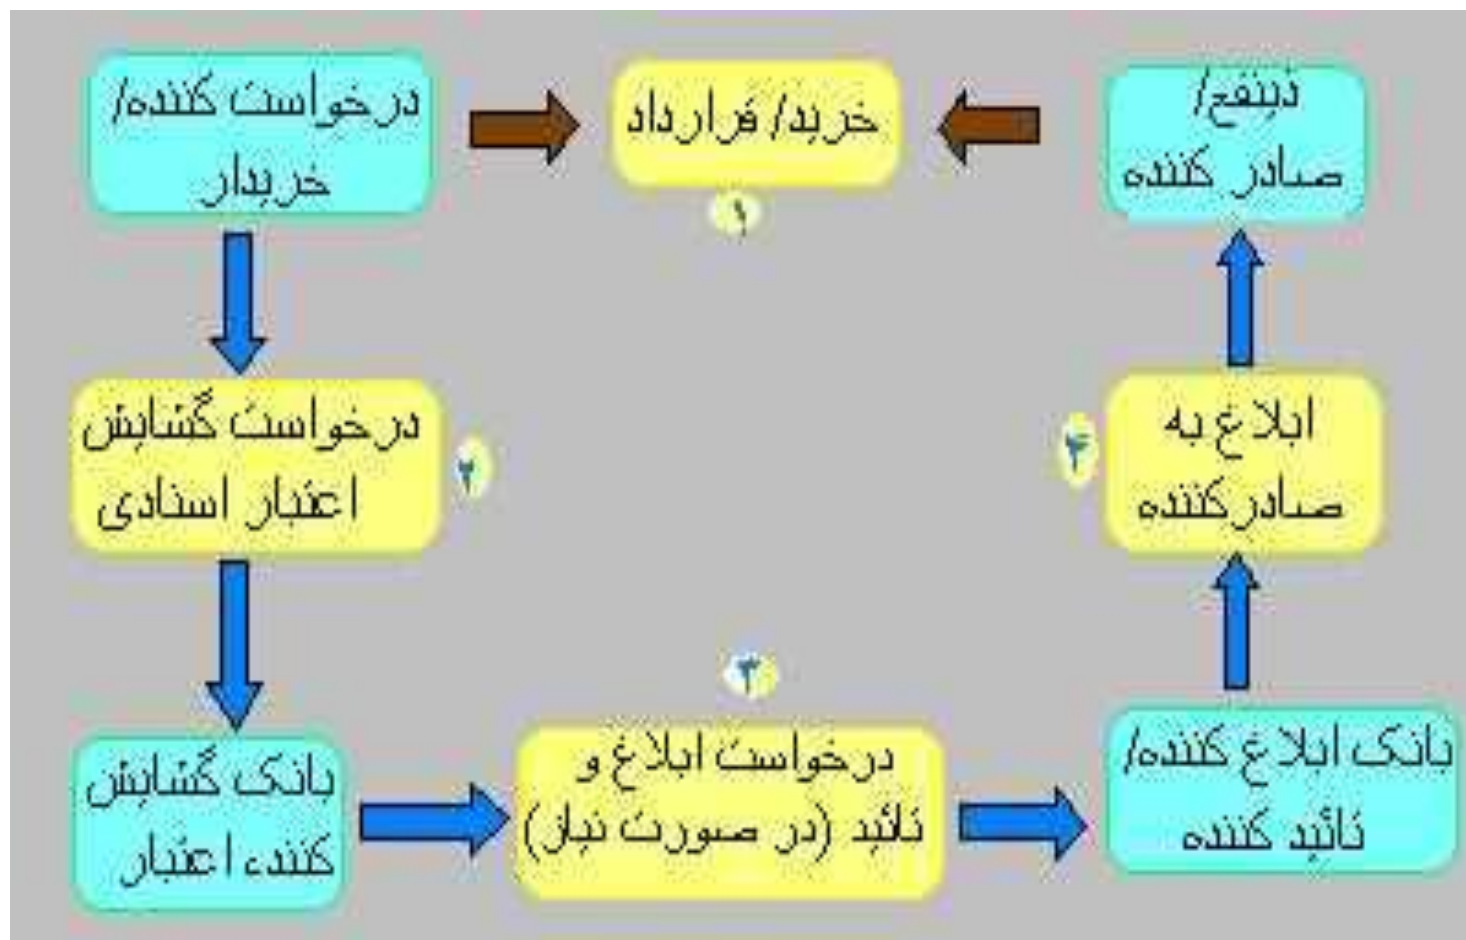 درخواست کننده/
خریدار
خرید/ قرارداد
۱
ذینفع/
صادر کننده
درخواست گشایش
اعتبار اسنادی
۲
ابلاغ به
صادرکننده
۴
بانک گشایش
کننده اعتبار
۳
درخواست ابلاغ و
تائید (در صورت نیاز)
بانک ابلاغ کننده/
تائید کننده